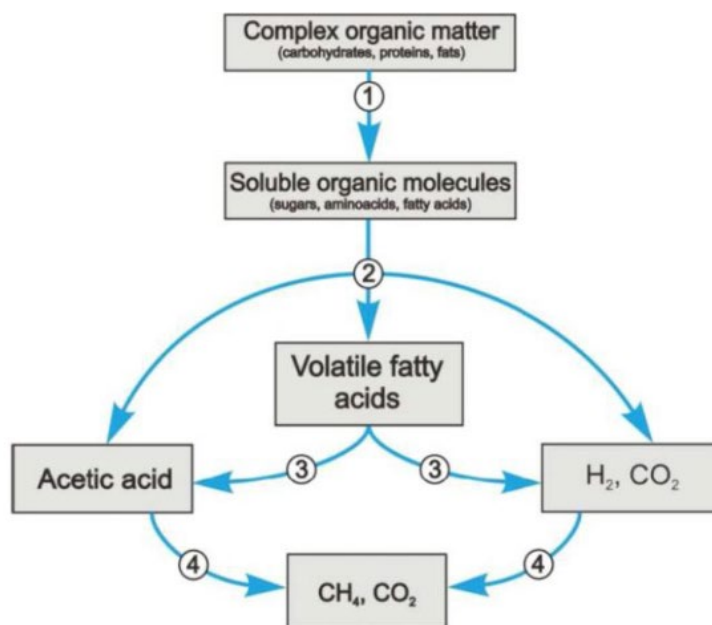 Complex organic matter
(carbohydrates, proteins, fats)
1
Soluble organic molecules
(sugars, aminoacids, fatty acids)
2
Volatile fatty
acids
3
3
Acetic acid
H₂, CO₂
4
4
CH₄, CO₂